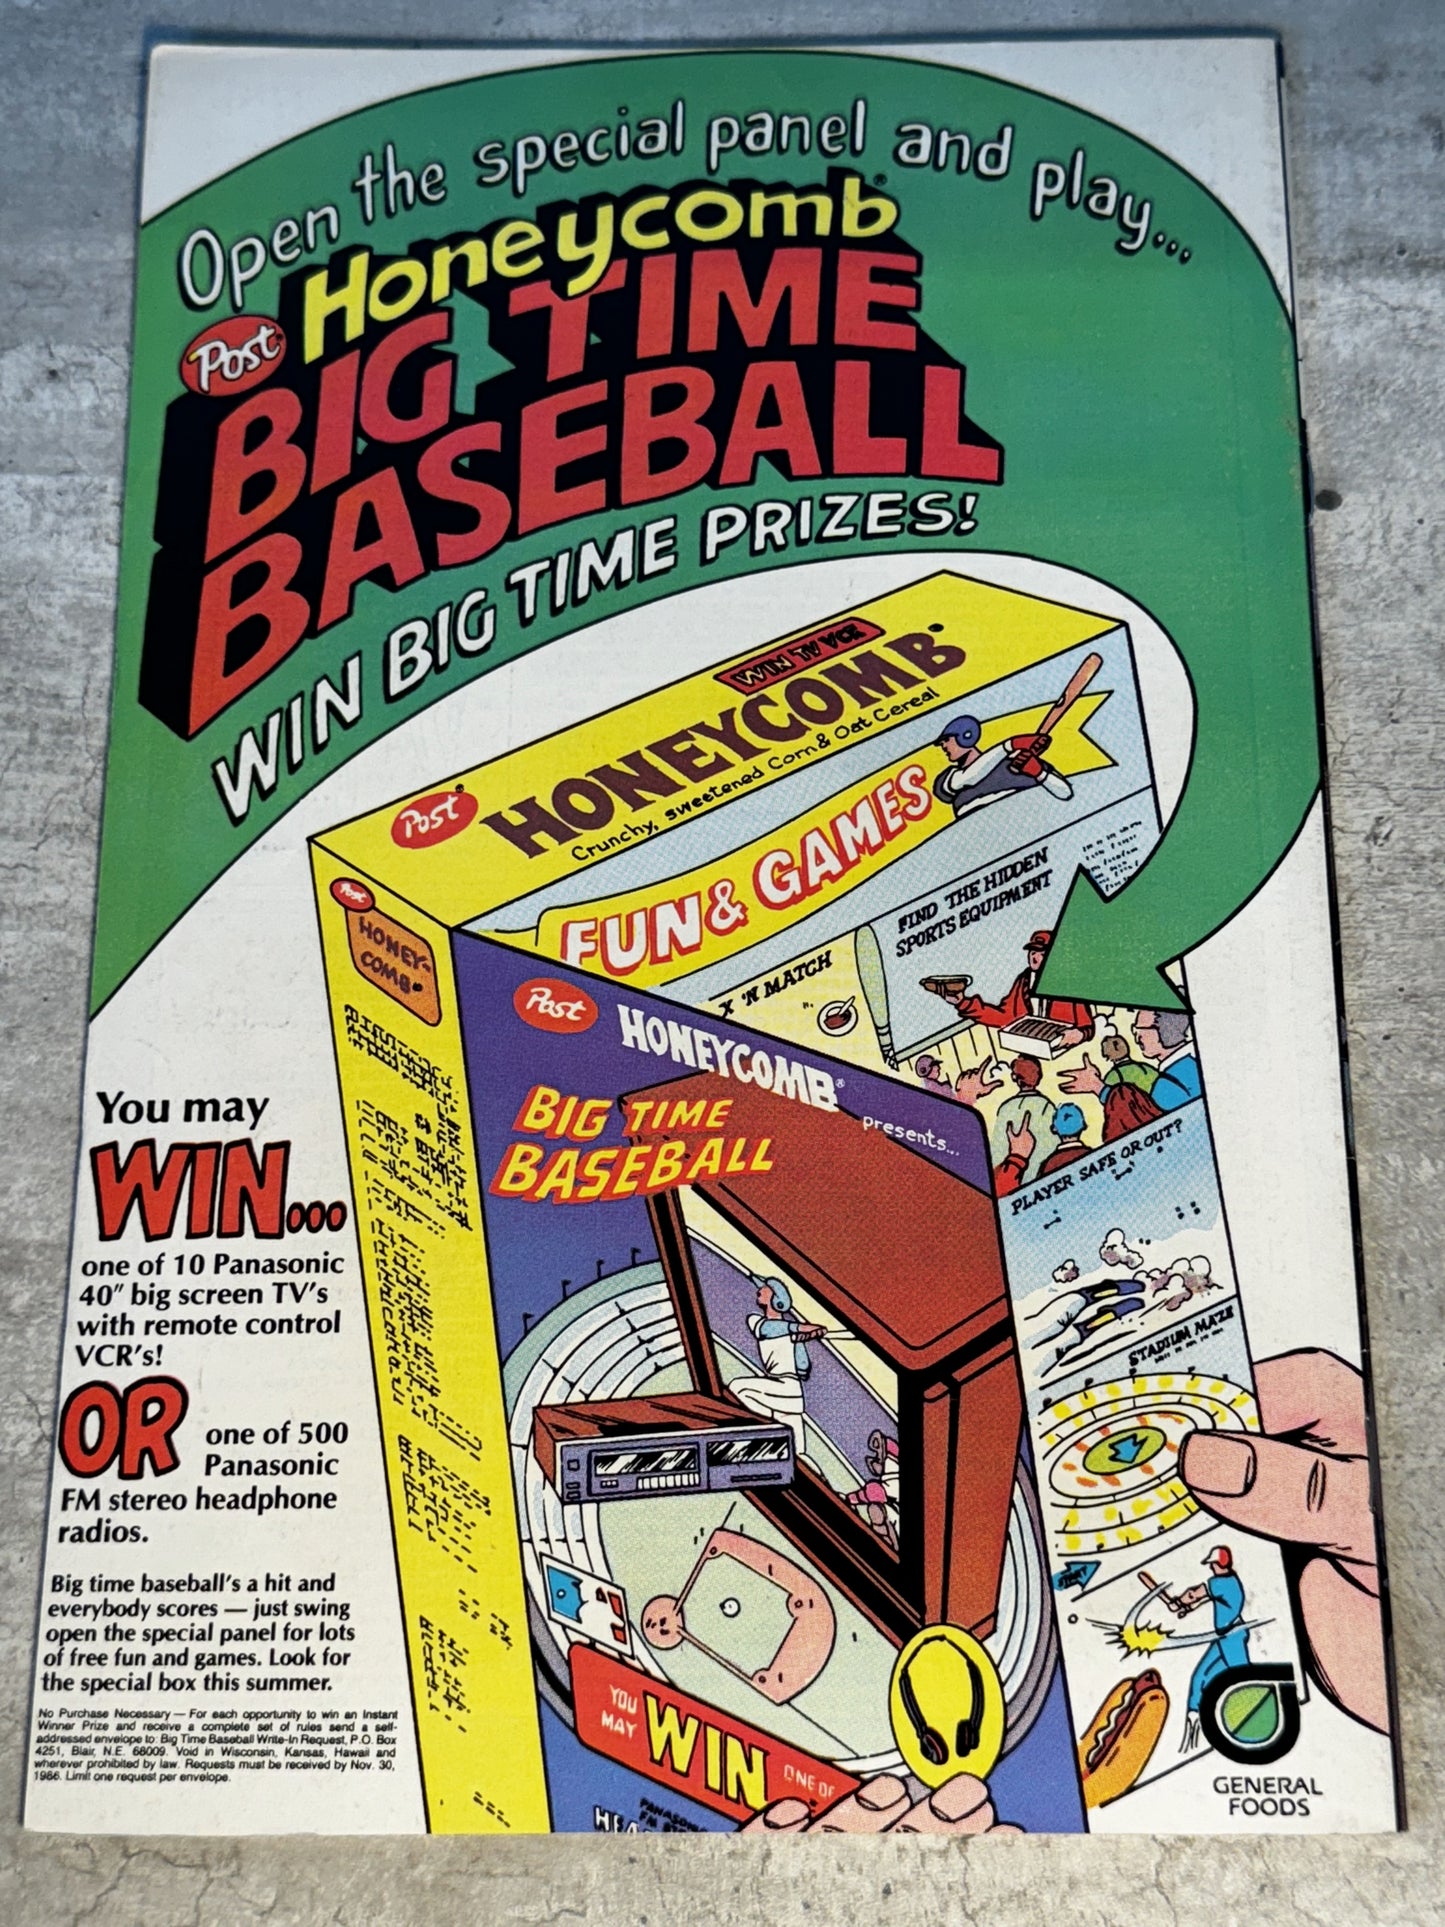 Open the special panel and play...
Post Honeycomb®
BIG TIME
BASEBALL
WIN BIG TIME PRIZES!
WIN TV VCR
Post® HONEYCOMB®
Crunchy, sweetened Corn & Oat Cereal
FUN & GAMES
FIND THE HIDDEN
SPORTS EQUIPMENT
X 'N MATCH
Post
HONEY-
COMB®
Post HONEYCOMB®
presents...
BIG TIME
BASEBALL
PLAYER SAFE OR OUT?
STADIUM MAZE
START
YOU
MAY
WIN
ONE OF
PANASONIC
You may
WIN...
one of 10 Panasonic
40" big screen TV's
with remote control
VCR's!
OR one of 500
Panasonic
FM stereo headphone
radios.
Big time baseball's a hit and
everybody scores — just swing
open the special panel for lots
of free fun and games. Look for
the special box this summer.
No Purchase Necessary — For each opportunity to win an Instant
Winner Prize and receive a complete set of rules send a self-
addressed envelope to: Big Time Baseball Write-In Request, P.O. Box
4251, Blair, N.E. 68009. Void in Wisconsin, Kansas, Hawaii and
wherever prohibited by law. Requests must be received by Nov. 30,
1986. Limit one request per envelope.
GENERAL
FOODS